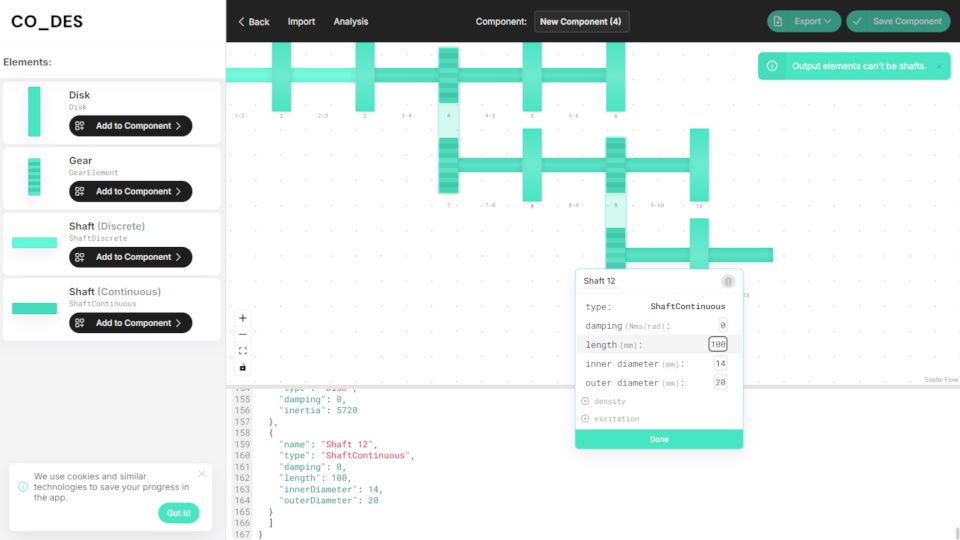 CO_DES
Back
Import
Analysis
Component:
New Component (4)
Export
Save Component
Elements:
Disk
Disk
Add to Component
Gear
GearElement
Add to Component
Shaft (Discrete)
ShaftDiscrete
Add to Component
Shaft (Continuous)
ShaftContinuous
Add to Component
Output elements can't be shafts.
1-2
2
2-3
3
3-4
4
4-5
5
5-6
6
7
-7-8
8
8-9-
9
9-10
10
Shaft 12
type: ShaftContinuous
damping (Nms/rad): 0
length (mm): 100
inner diameter (mm): 14
outer diameter (mm): 20
density
excitation
Done
Svelte Flow
154 "type": "Disk",
155 "damping": 0,
156 "inertia": 5720
157 },
158 {
159 "name": "Shaft 12",
160 "type": "ShaftContinuous",
161 "damping": 0,
162 "length": 100,
163 "innerDiameter": 14,
164 "outerDiameter": 20
165 }
166 ]
167 }
We use cookies and similar
technologies to save your progress in
the app.
Got it!